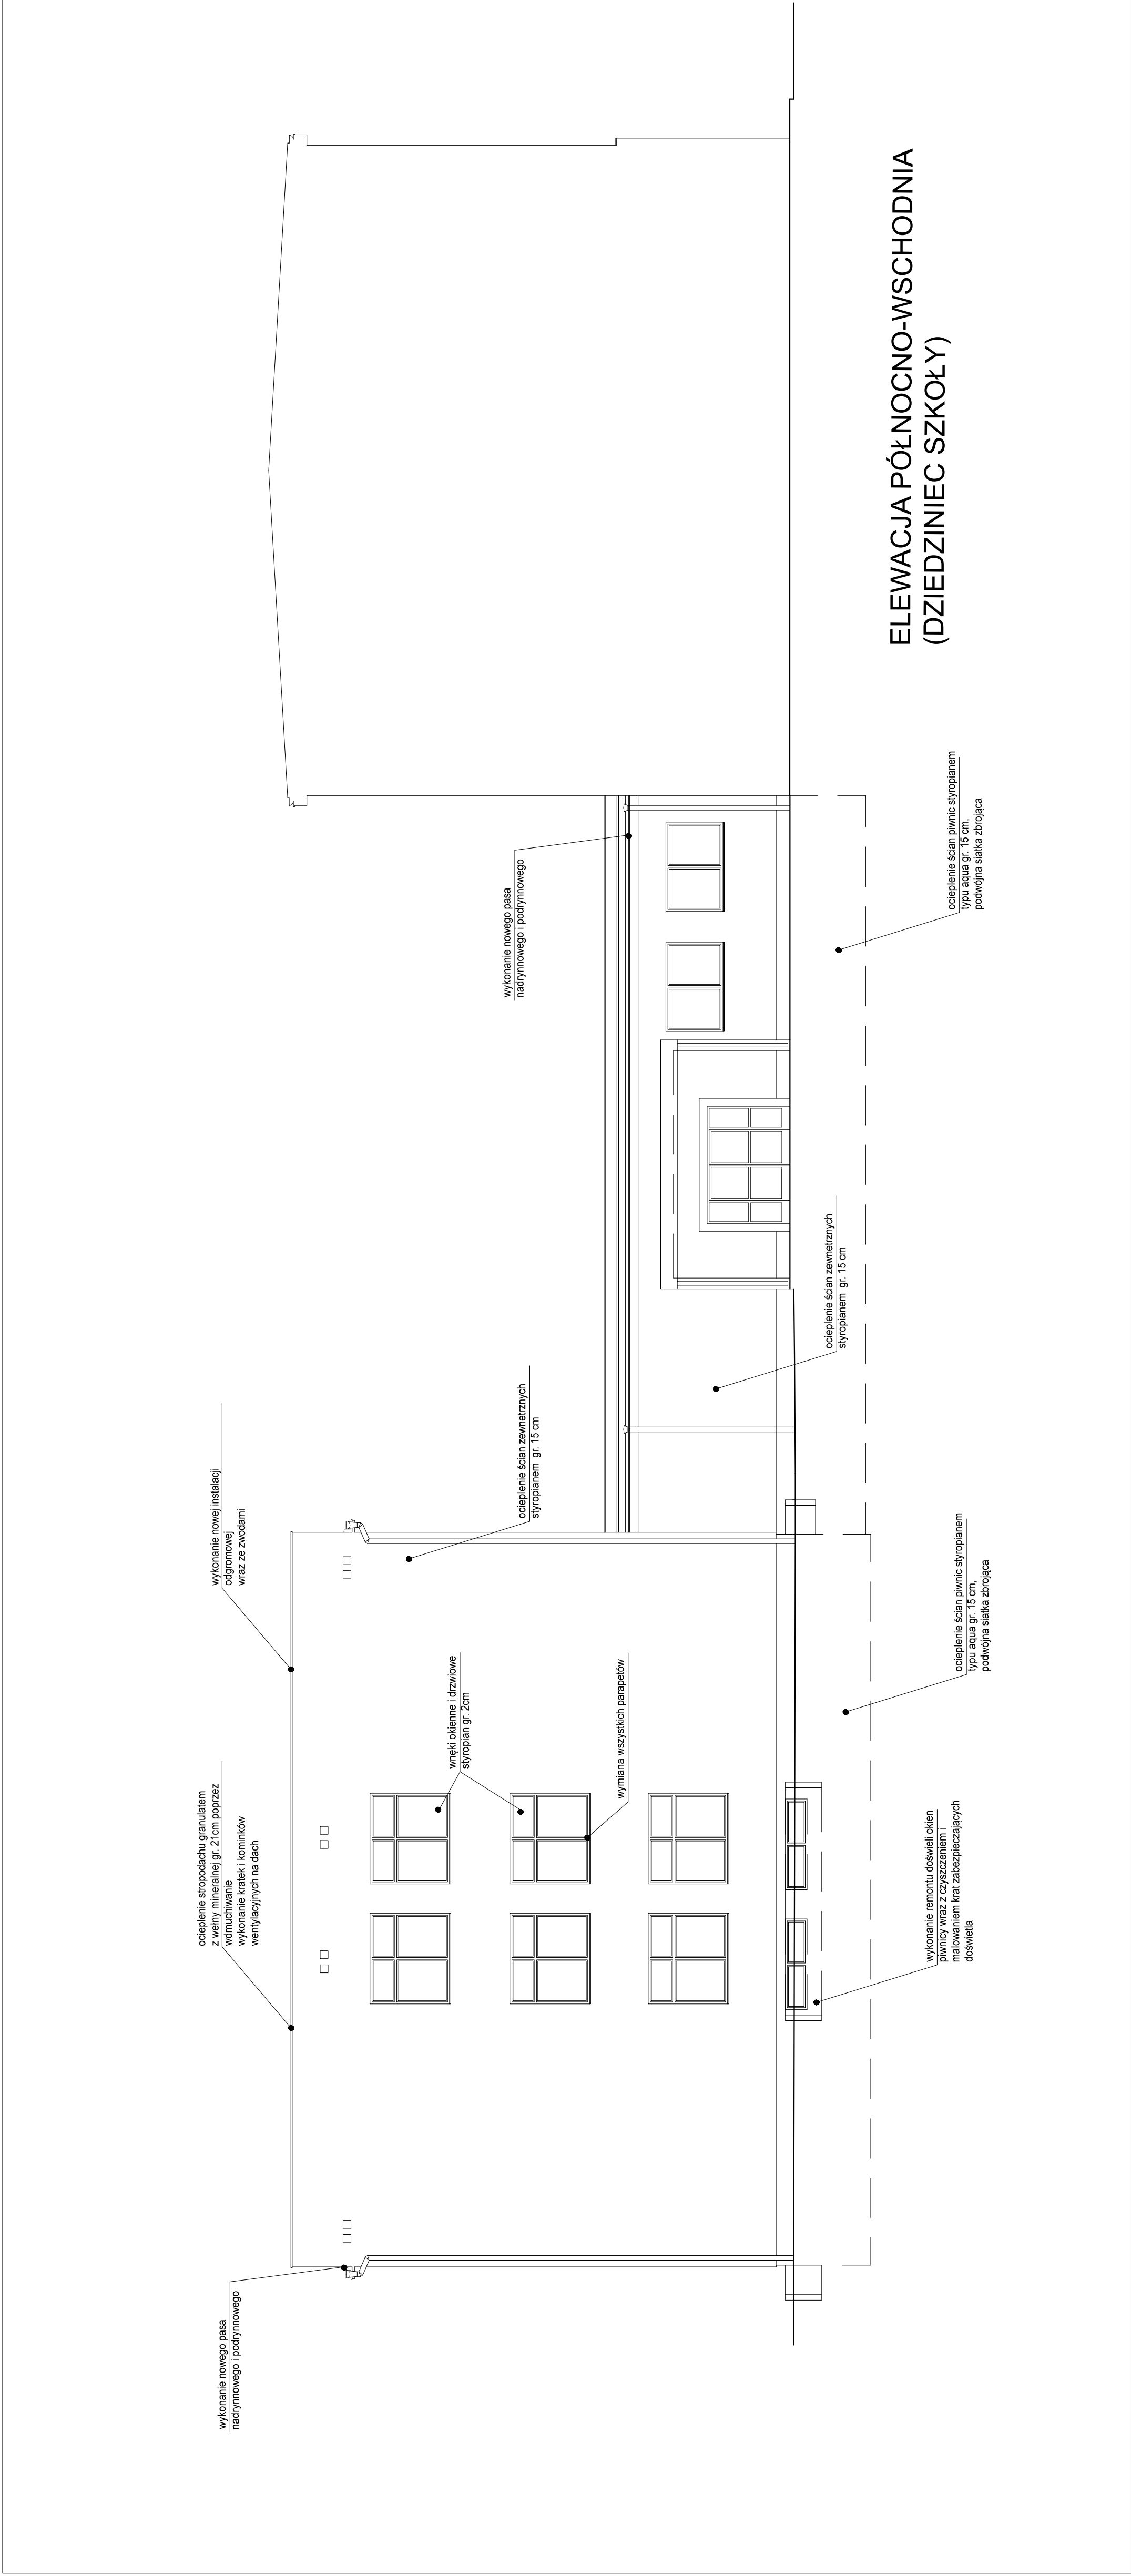 wykonanie nowego pasa
nadrynnowego i podrynnowego
ocieplenie stropodachu granulatem
z wełny mineralnej gr. 21cm poprzez
wdmuchiwanie
wykonanie kratek i kominków
wentylacyjnych na dach
wykonanie nowej instalacji
odgromowej
wraz ze zwodami
wnęki okienne i drzwiowe
styropian gr. 2cm
ocieplenie ścian zewnetrznych
styropianem gr. 15 cm
wymiana wszystkich parapetów
wykonanie nowego pasa
nadrynnowego i podrynnowego
ocieplenie ścian zewnetrznych
styropianem gr. 15 cm
wykonanie remontu doświeli okien
piwnicy wraz z czyszczeniem i
malowaniem krat zabezpieczających
doświetla
ocieplenie ścian piwnic styropianem
typu aqua gr. 15 cm,
podwójna siatka zbrojąca
ocieplenie ścian piwnic styropianem
typu aqua gr. 15 cm,
podwójna siatka zbrojąca
ELEWACJA PÓŁNOCNO-WSCHODNIA
(DZIEDZINIEC SZKOŁY)